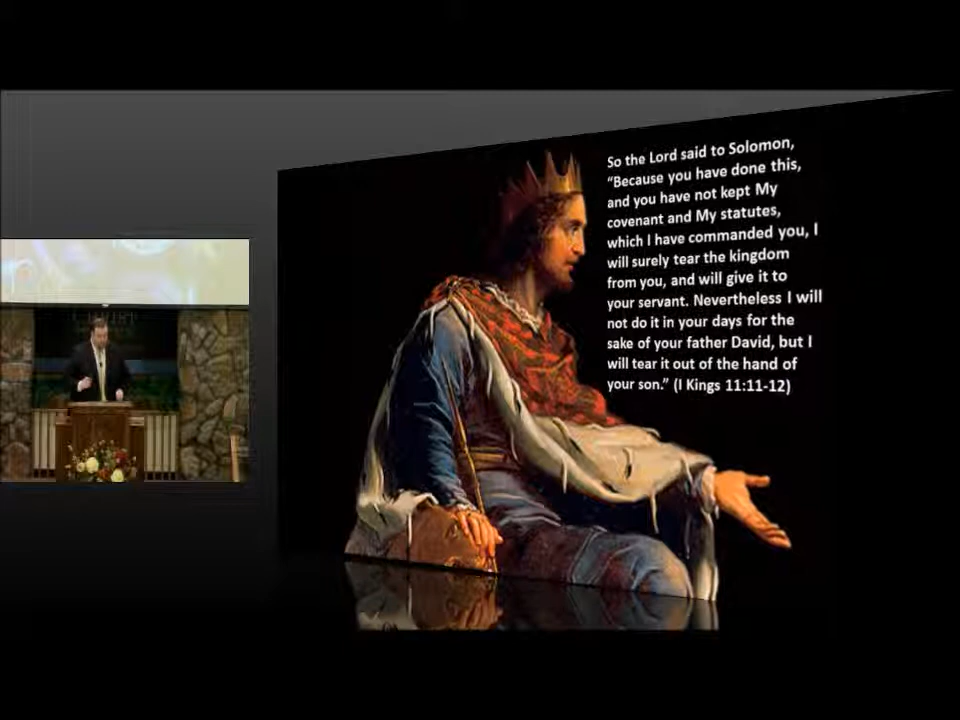 So the Lord said to Solomon,
“Because you have done this,
and you have not kept My
covenant and My statutes,
which I have commanded you, I
will surely tear the kingdom
from you, and will give it to
your servant. Nevertheless I will
not do it in your days for the
sake of your father David, but I
will tear it out of the hand of
your son.” (I Kings 11:11-12)